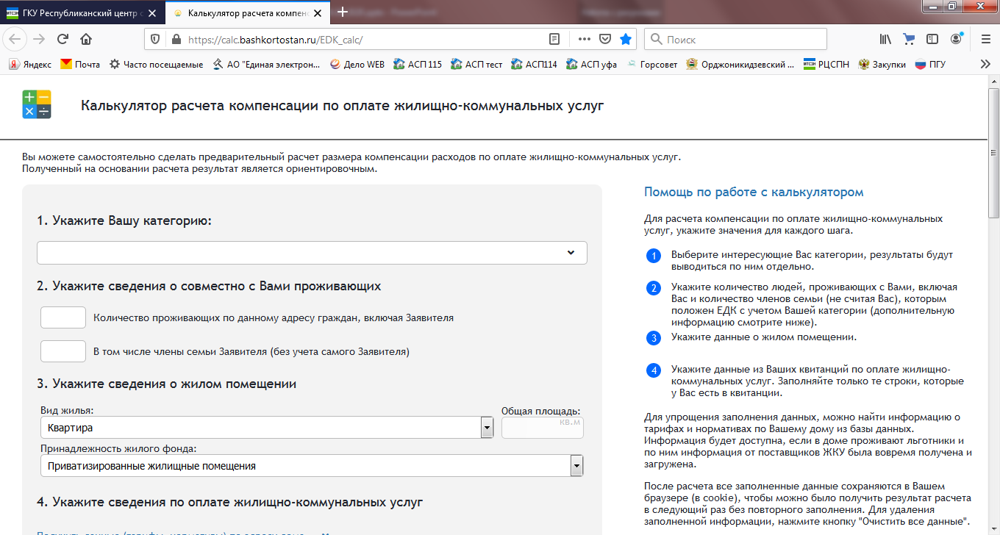 ГКУ Республиканский центр с
Калькулятор расчета компен
https://calc.bashkortostan.ru/EDK_calc/
Поиск
Яндекс
Почта
Часто посещаемые
АО "Единая электрон...
Дело WEB
АСП 115
АСП тест
АСП114
АСП уфа
Горсовет
Орджоникидзевский ...
РЦСПН
Закупки
ПГУ
Калькулятор расчета компенсации по оплате жилищно-коммунальных услуг
Вы можете самостоятельно сделать предварительный расчет размера компенсации расходов по оплате жилищно-коммунальных услуг.
Полученный на основании расчета результат является ориентировочным.
1. Укажите Вашу категорию:
2. Укажите сведения о совместно с Вами проживающих
Количество проживающих по данному адресу граждан, включая Заявителя
В том числе члены семьи Заявителя (без учета самого Заявителя)
3. Укажите сведения о жилом помещении
Вид жилья:
Общая площадь:
Квартира
кв.м
Принадлежность жилого фонда:
Приватизированные жилищные помещения
4. Укажите сведения по оплате жилищно-коммунальных услуг
Помощь по работе с калькулятором
Для расчета компенсации по оплате жилищно-коммунальных
услуг, укажите значения для каждого шага.
1 Выберите интересующие Вас категории, результаты будут
выводиться по ним отдельно.
2 Укажите количество людей, проживающих с Вами, включая
Вас и количество членов семьи (не считая Вас), которым
положен ЕДК с учетом Вашей категории (дополнительную
информацию смотрите ниже).
3 Укажите данные о жилом помещении.
4 Укажите данные из Ваших квитанций по оплате жилищно-
коммунальных услуг. Заполняйте только те строки, которые
у Вас есть в квитанции.
Для упрощения заполнения данных, можно найти информацию о
тарифах и нормативах по Вашему дому из базы данных.
Информация будет доступна, если в доме проживают льготники и
по ним информация от поставщиков ЖКУ была вовремя получена и
загружена.
После расчета все заполненные данные сохраняются в Вашем
браузере (в cookie), чтобы можно было получить результат расчета
в следующий раз без повторного заполнения. Для удаления
заполненной информации, нажмите кнопку "Очистить все данные".